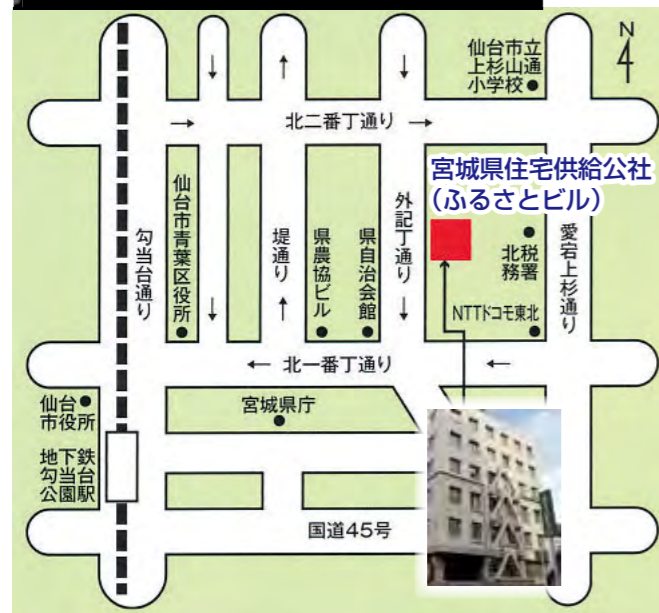 仙台市立
上杉山通
小学校
N
北二番丁通り
宮城県住宅供給公社
(ふるさとビル)
勾当台通り
仙台市青葉区役所
堤通り
県農協ビル
県自治会館
外記丁通り
北税
務署
愛宕上杉通り
NTTドコモ東北
北一番丁通り
仙台
市役所
宮城県庁
地下鉄
勾当台
公園駅
国道45号